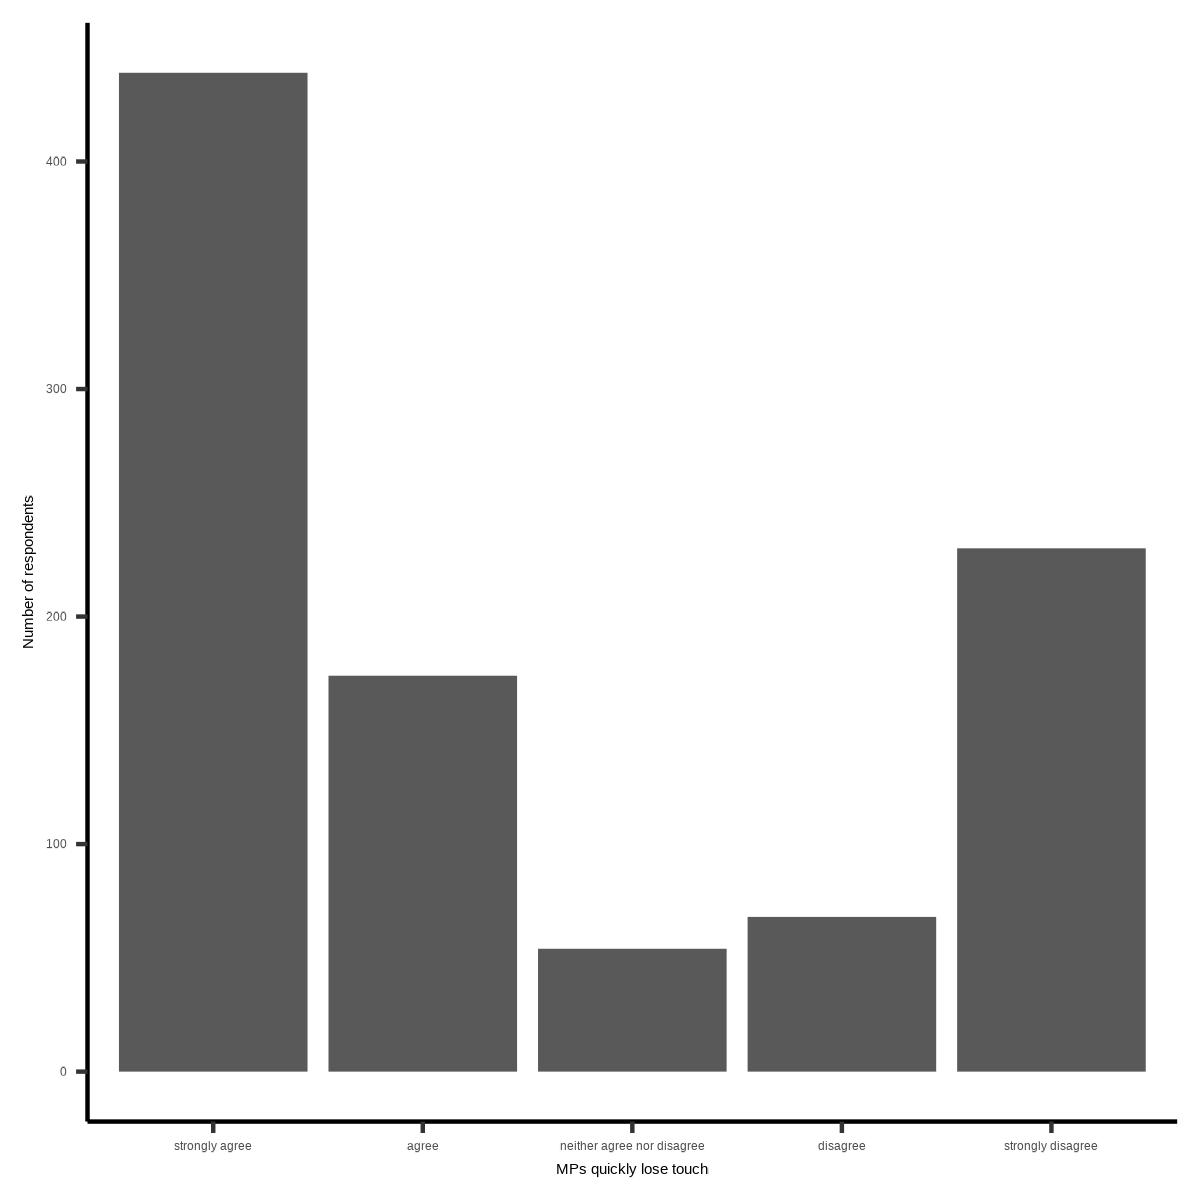 Number of respondents
400
300
200
100
0
strongly agree
agree
neither agree nor disagree
disagree
strongly disagree
MPs quickly lose touch